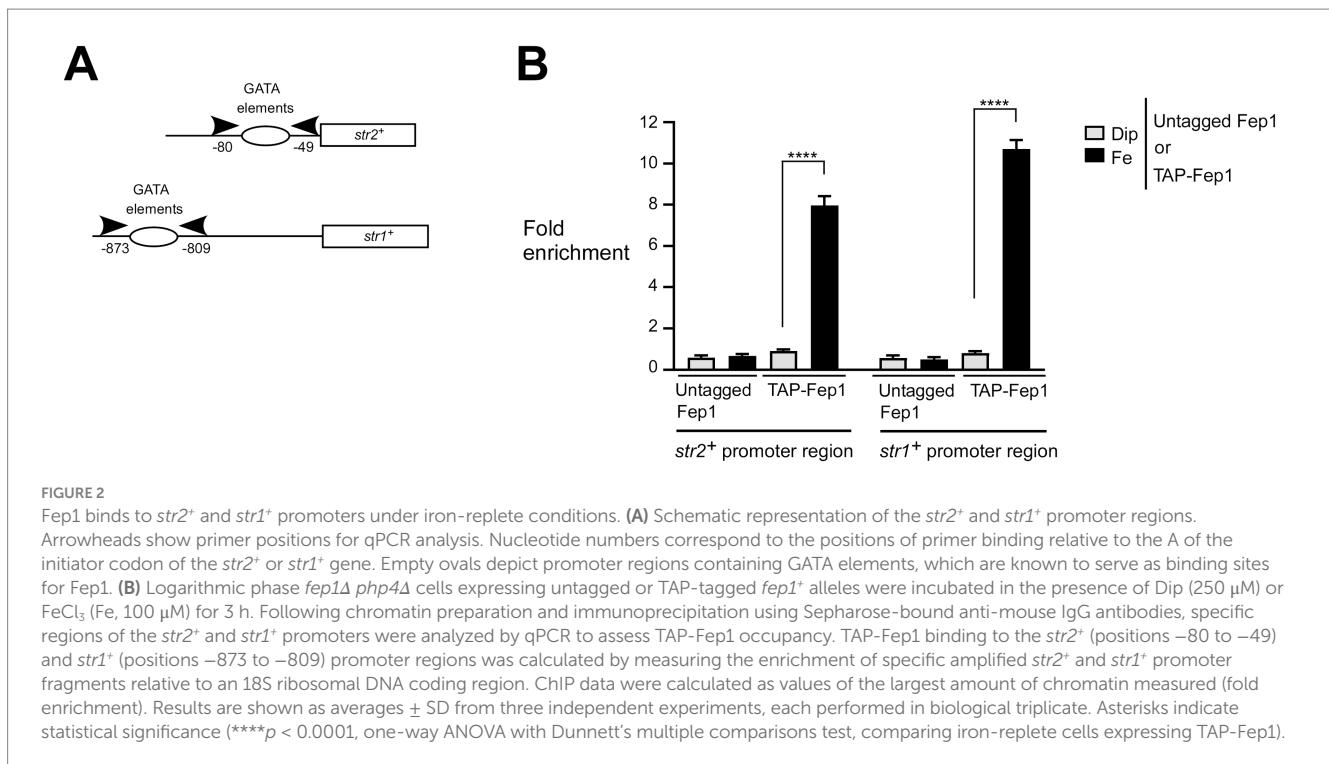 A
GATA
elements
-80
-49
str2⁺
GATA
elements
-873
-809
str1⁺
B
Fold
enrichment
12
10
8
6
4
2
0
****
****
Dip
Fe
Untagged Fep1
or
TAP-Fep1
Untagged
Fep1
TAP-Fep1
Untagged
Fep1
TAP-Fep1
str2⁺ promoter region
str1⁺ promoter region
FIGURE 2
Fep1 binds to str2⁺ and str1⁺ promoters under iron-replete conditions. (A) Schematic representation of the str2⁺ and str1⁺ promoter regions.
Arrowheads show primer positions for qPCR analysis. Nucleotide numbers correspond to the positions of primer binding relative to the A of the
initiator codon of the str2⁺ or str1⁺ gene. Empty ovals depict promoter regions containing GATA elements, which are known to serve as binding sites
for Fep1. (B) Logarithmic phase fep1Δ php4Δ cells expressing untagged or TAP-tagged fep1⁺ alleles were incubated in the presence of Dip (250 μM) or
FeCl₃ (Fe, 100 μM) for 3 h. Following chromatin preparation and immunoprecipitation using Sepharose-bound anti-mouse IgG antibodies, specific
regions of the str2⁺ and str1⁺ promoters were analyzed by qPCR to assess TAP-Fep1 occupancy. TAP-Fep1 binding to the str2⁺ (positions −80 to −49)
and str1⁺ (positions −873 to −809) promoter regions was calculated by measuring the enrichment of specific amplified str2⁺ and str1⁺ promoter
fragments relative to an 18S ribosomal DNA coding region. ChIP data were calculated as values of the largest amount of chromatin measured (fold
enrichment). Results are shown as averages ± SD from three independent experiments, each performed in biological triplicate. Asterisks indicate
statistical significance (****p < 0.0001, one-way ANOVA with Dunnett's multiple comparisons test, comparing iron-replete cells expressing TAP-Fep1).